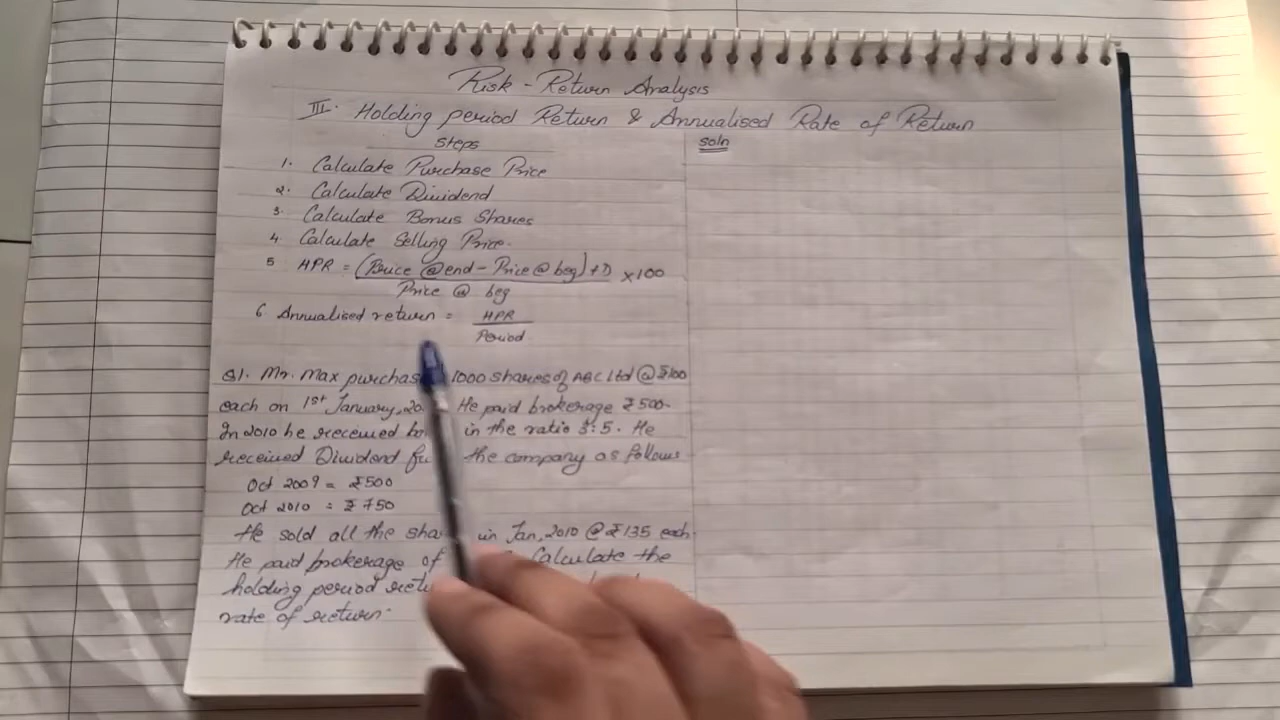 Risk - Return Analysis
III. Holding period Return & Annualised Rate of Return
steps
1. Calculate Purchase Price
2. Calculate Dividend
3. Calculate Bonus Shares
4. Calculate Selling Price.
5 HPR = (Price @ end - Price @ beg) + D × 100
Price @ beg
6 Annualised return = HPR
Period
Q1. Mr. Max purchas 1000 shares of ABC Ltd @ ₹100
each on 1st January, 20 He paid brokerage ₹500.
In 2010 he received in the ratio 3:5. He
received Dividend the company as follows
Oct 2009 = ₹500
Oct 2010 = ₹750
He sold all the sha in Jan, 2010 @ ₹135 each.
He paid brokerage of Calculate the
holding period
rate of return.
soln